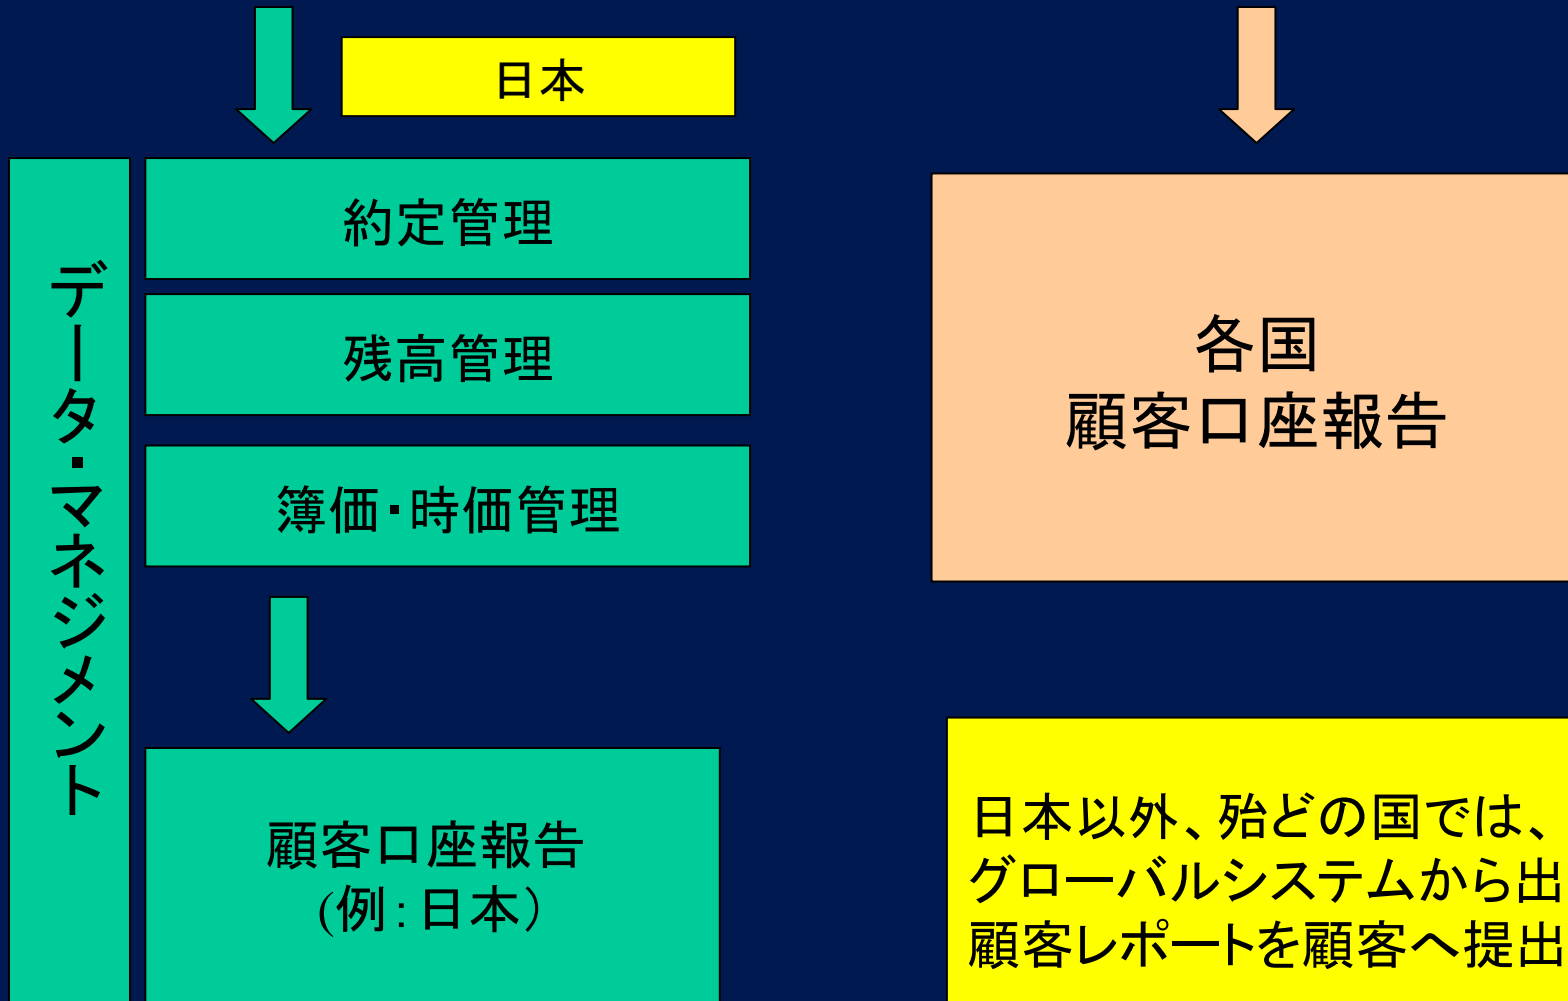 日本
データ・マネジメント
約定管理
残高管理
簿価・時価管理
顧客口座報告
(例：日本）
各国
顧客口座報告
日本以外、殆どの国では、
グローバルシステムから出
顧客レポートを顧客へ提出